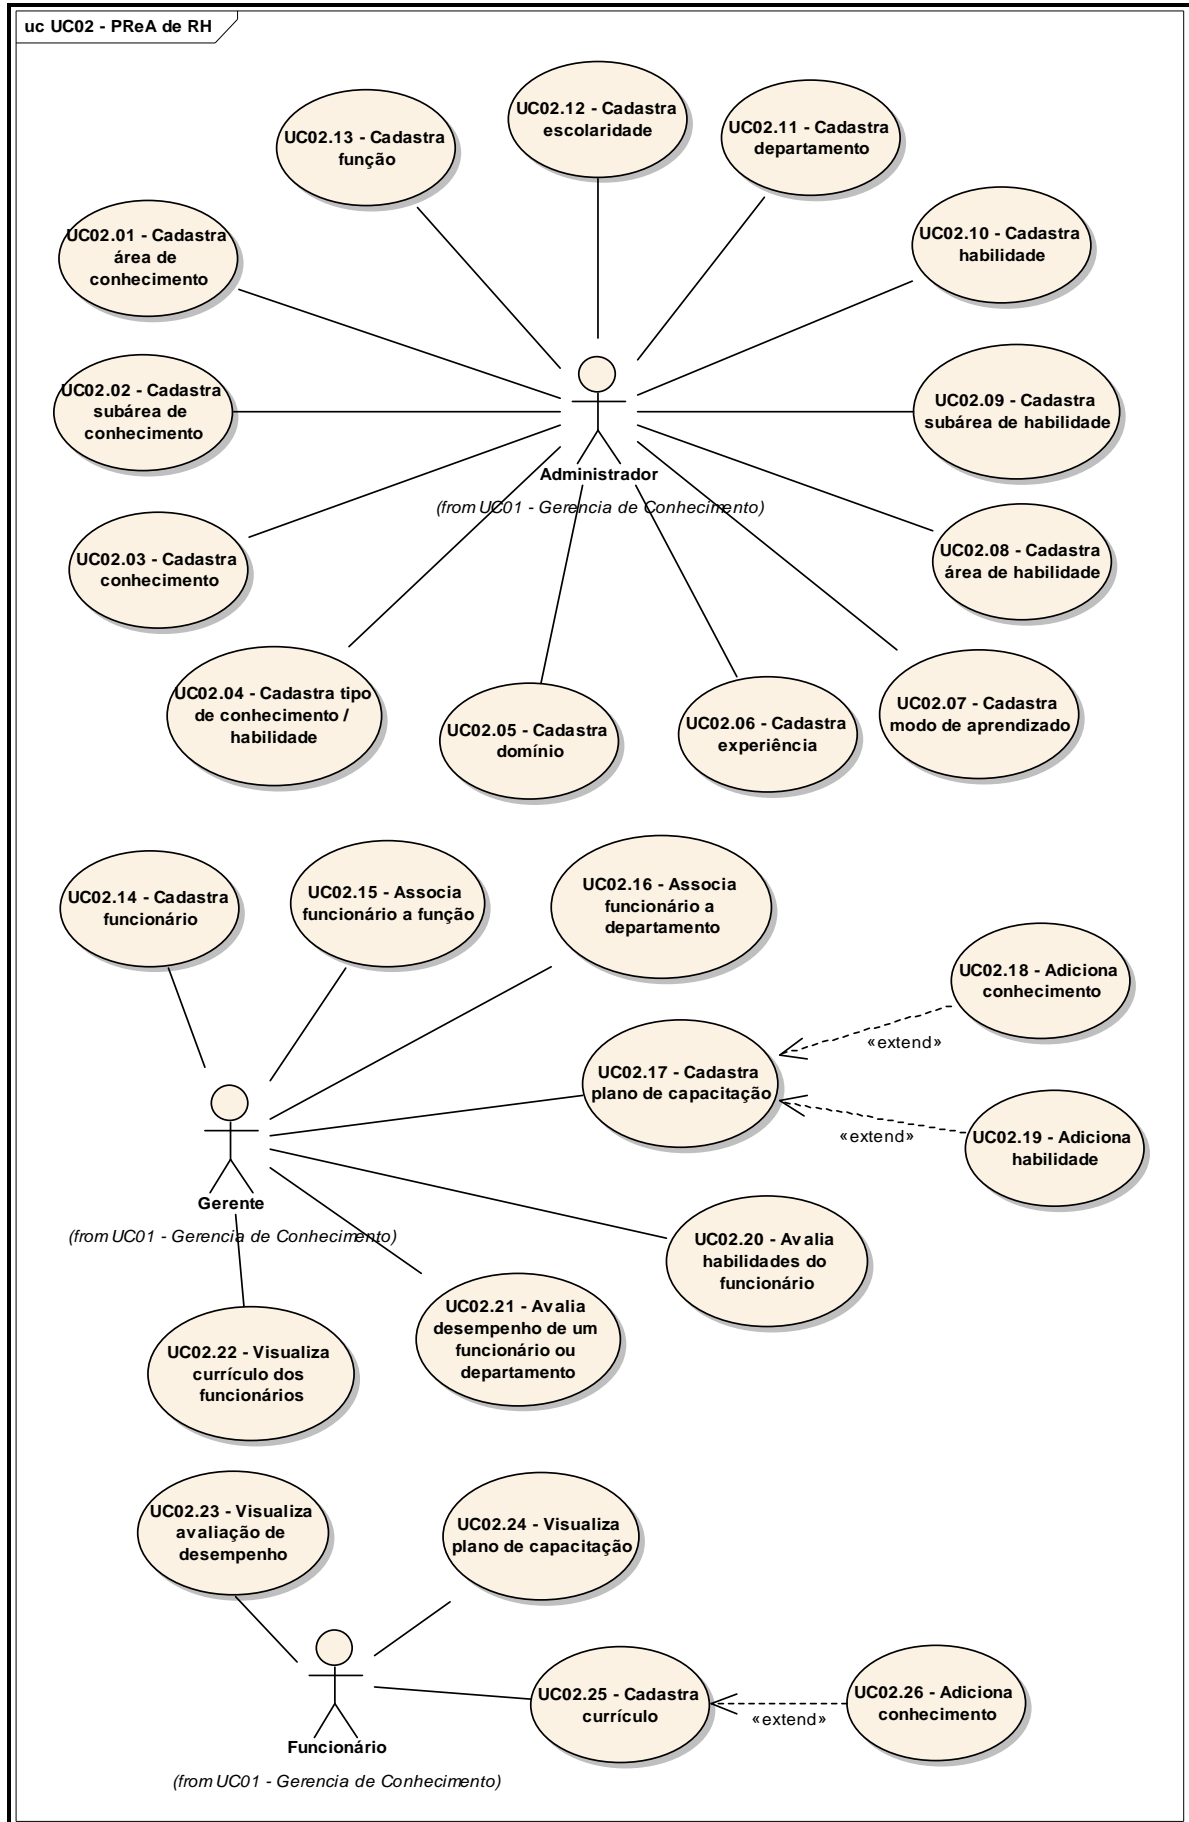 uc UC02 - PReA de RH
UC02.12 - Cadastra
escolaridade
UC02.13 - Cadastra
função
UC02.11 - Cadastra
departamento
UC02.01 - Cadastra
área de
conhecimento
UC02.10 - Cadastra
habilidade
UC02.02 - Cadastra
subárea de
conhecimento
UC02.09 - Cadastra
subárea de habilidade
Administrador
(from UC01 - Gerencia de Conhecimento)
UC02.03 - Cadastra
conhecimento
UC02.08 - Cadastra
área de habilidade
UC02.04 - Cadastra tipo
de conhecimento /
habilidade
UC02.05 - Cadastra
domínio
UC02.06 - Cadastra
experiência
UC02.07 - Cadastra
modo de aprendizado
UC02.14 - Cadastra
funcionário
UC02.15 - Associa
funcionário a função
UC02.16 - Associa
funcionário a
departamento
UC02.18 - Adiciona
conhecimento
«extend»
UC02.17 - Cadastra
plano de capacitação
«extend»
UC02.19 - Adiciona
habilidade
Gerente
(from UC01 - Gerencia de Conhecimento)
UC02.20 - Avalia
habilidades do
funcionário
UC02.21 - Avalia
desempenho de um
funcionário ou
departamento
UC02.22 - Visualiza
currículo dos
funcionários
UC02.23 - Visualiza
avaliação de
desempenho
UC02.24 - Visualiza
plano de capacitação
UC02.25 - Cadastra
currículo
«extend»
UC02.26 - Adiciona
conhecimento
Funcionário
(from UC01 - Gerencia de Conhecimento)